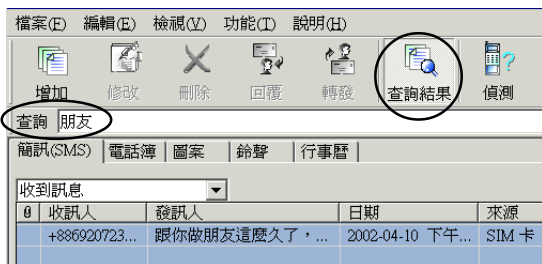 檔案(F) 編輯(E) 檢視(V) 功能(T) 說明(H)
增加 修改 刪除 回覆 轉發 查詢結果 偵測
查詢 朋友
簡訊(SMS) 電話簿 圖案 鈴聲 行事曆
收到訊息
收訊人 發訊人 日期 來源
+886920723... 跟你做朋友這麼久了，... 2002-04-10 下午... SIM 卡